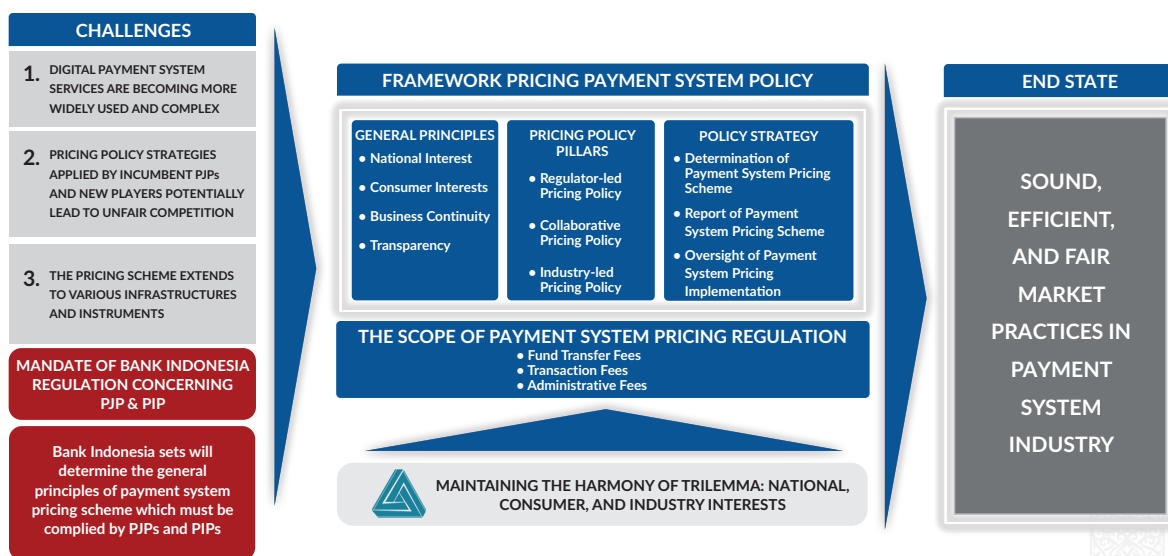 CHALLENGES
1. DIGITAL PAYMENT SYSTEM
SERVICES ARE BECOMING MORE
WIDELY USED AND COMPLEX
2. PRICING POLICY STRATEGIES
APPLIED BY INCUMBENT PJPs
AND NEW PLAYERS POTENTIALLY
LEAD TO UNFAIR COMPETITION
3. THE PRICING SCHEME EXTENDS
TO VARIOUS INFRASTRUCTURES
AND INSTRUMENTS
MANDATE OF BANK INDONESIA
REGULATION CONCERNING
PJP & PIP
Bank Indonesia sets will
determine the general
principles of payment system
pricing scheme which must be
complied by PJPs and PIPs
FRAMEWORK PRICING PAYMENT SYSTEM POLICY
GENERAL PRINCIPLES
• National Interest
• Consumer Interests
• Business Continuity
• Transparency
PRICING POLICY
PILLARS
• Regulator-led
Pricing Policy
• Collaborative
Pricing Policy
• Industry-led
Pricing Policy
POLICY STRATEGY
• Determination of
Payment System Pricing
Scheme
• Report of Payment
System Pricing Scheme
• Oversight of Payment
System Pricing
Implementation
THE SCOPE OF PAYMENT SYSTEM PRICING REGULATION
• Fund Transfer Fees
• Transaction Fees
• Administrative Fees
MAINTAINING THE HARMONY OF TRILEMMA: NATIONAL,
CONSUMER, AND INDUSTRY INTERESTS
END STATE
SOUND,
EFFICIENT,
AND FAIR
MARKET
PRACTICES IN
PAYMENT
SYSTEM
INDUSTRY